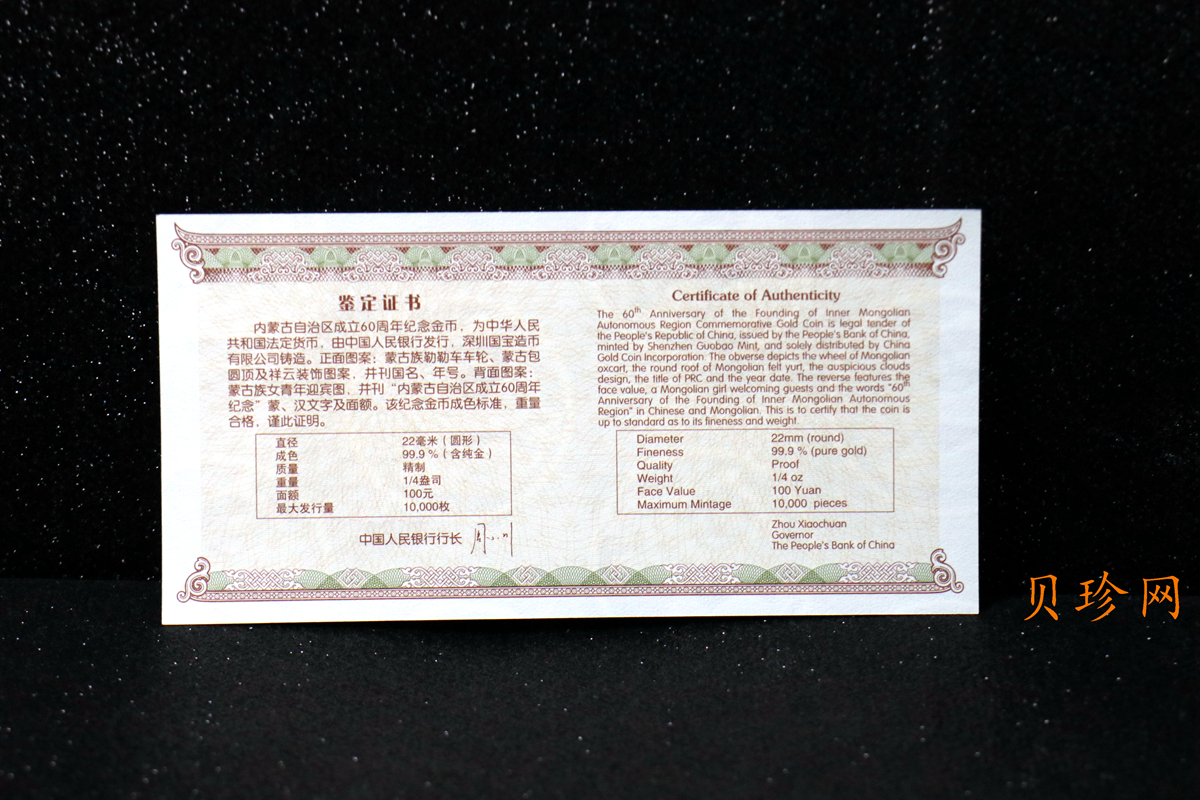 鉴定证书
内蒙古自治区成立60周年纪念金币，为中华人民
共和国法定货币，由中国人民银行发行，深圳国宝造币
有限公司铸造。正面图案：蒙古族勒勒车车轮、蒙古包
圆顶及祥云装饰图案，并刊国名、年号。背面图案：
蒙古族女青年迎宾图，并刊“内蒙古自治区成立60周年
纪念”蒙、汉文字及面额。该纪念金币成色标准，重量
合格，谨此证明。
直径 22毫米（圆形）
成色 99.9％（含纯金）
质量 精制
重量 1/4盎司
面额 100元
最大发行量 10,000枚
中国人民银行行长
Certificate of Authenticity
The 60th Anniversary of the Founding of Inner Mongolian
Autonomous Region Commemorative Gold Coin is legal tender of
the People's Republic of China, issued by the People's Bank of China,
minted by Shenzhen Guobao Mint, and solely distributed by China
Gold Coin Incorporation. The obverse depicts the wheel of Mongolian
oxcart, the round roof of Mongolian felt yurt, the auspicious clouds
design, the title of PRC and the year date. The reverse features the
face value, a Mongolian girl welcoming guests and the words "60th
Anniversary of the Founding of Inner Mongolian Autonomous
Region" in Chinese and Mongolian. This is to certify that the coin is
up to standard as to its fineness and weight.
Diameter 22mm (round)
Fineness 99.9 % (pure gold)
Quality Proof
Weight 1/4 oz
Face Value 100 Yuan
Maximum Mintage 10,000 pieces
Zhou Xiaochuan
Governor
The People's Bank of China
贝珍网